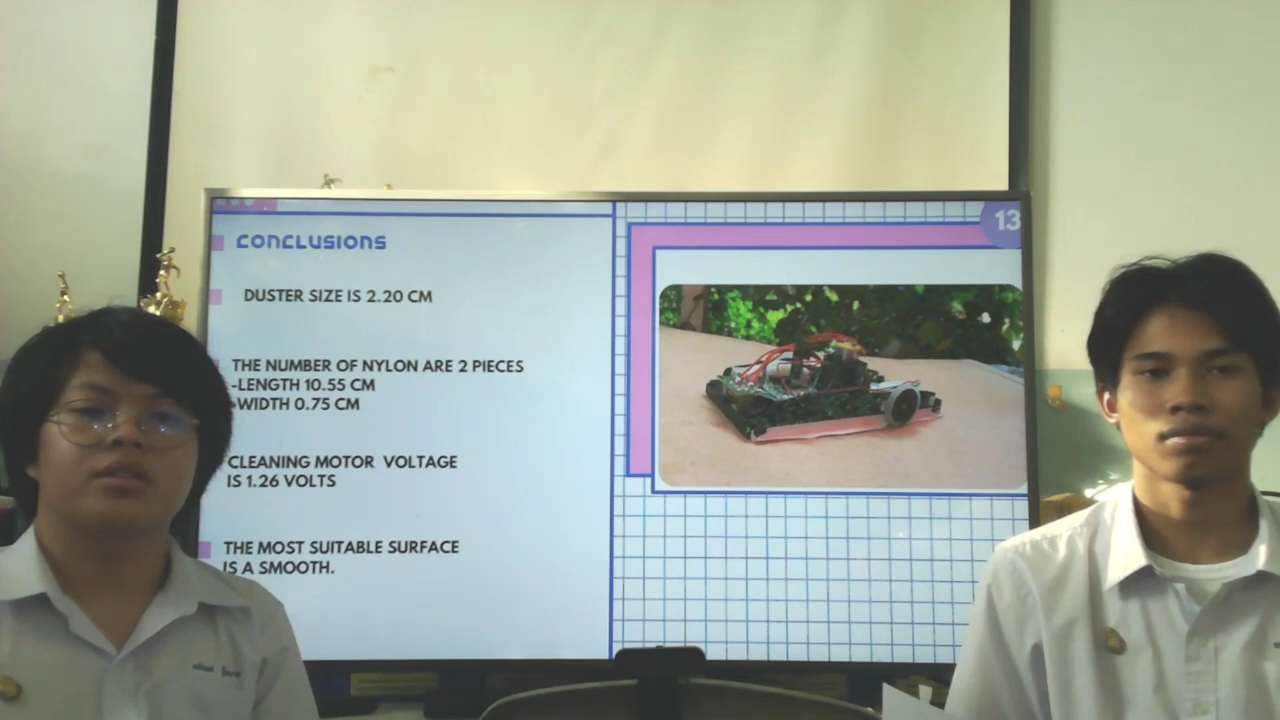 CONCLUSIONS
13
DUSTER SIZE IS 2.20 CM
THE NUMBER OF NYLON ARE 2 PIECES
-LENGTH 10.55 CM
-WIDTH 0.75 CM
CLEANING MOTOR VOLTAGE
IS 1.26 VOLTS
THE MOST SUITABLE SURFACE
IS A SMOOTH.